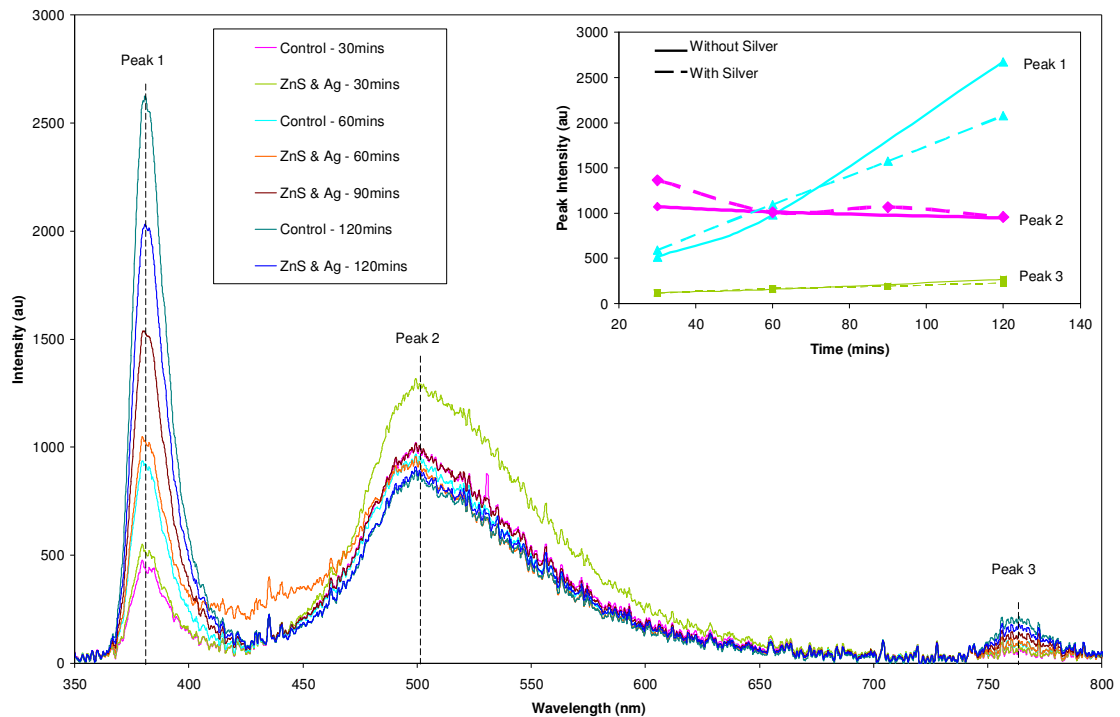 3000
2500
2000
1500
1000
500
0
Intensity (au)
350 400 450 500 550 600 650 700 750 800
Wavelength (nm)
Peak 1
Peak 2
Peak 3
Control - 30mins
ZnS & Ag - 30mins
Control - 60mins
ZnS & Ag - 60mins
ZnS & Ag - 90mins
Control - 120mins
ZnS & Ag - 120mins
3000
2500
2000
1500
1000
500
0
Peak Intensity (au)
20 40 60 80 100 120 140
Time (mins)
Without Silver
With Silver
Peak 1
Peak 2
Peak 3